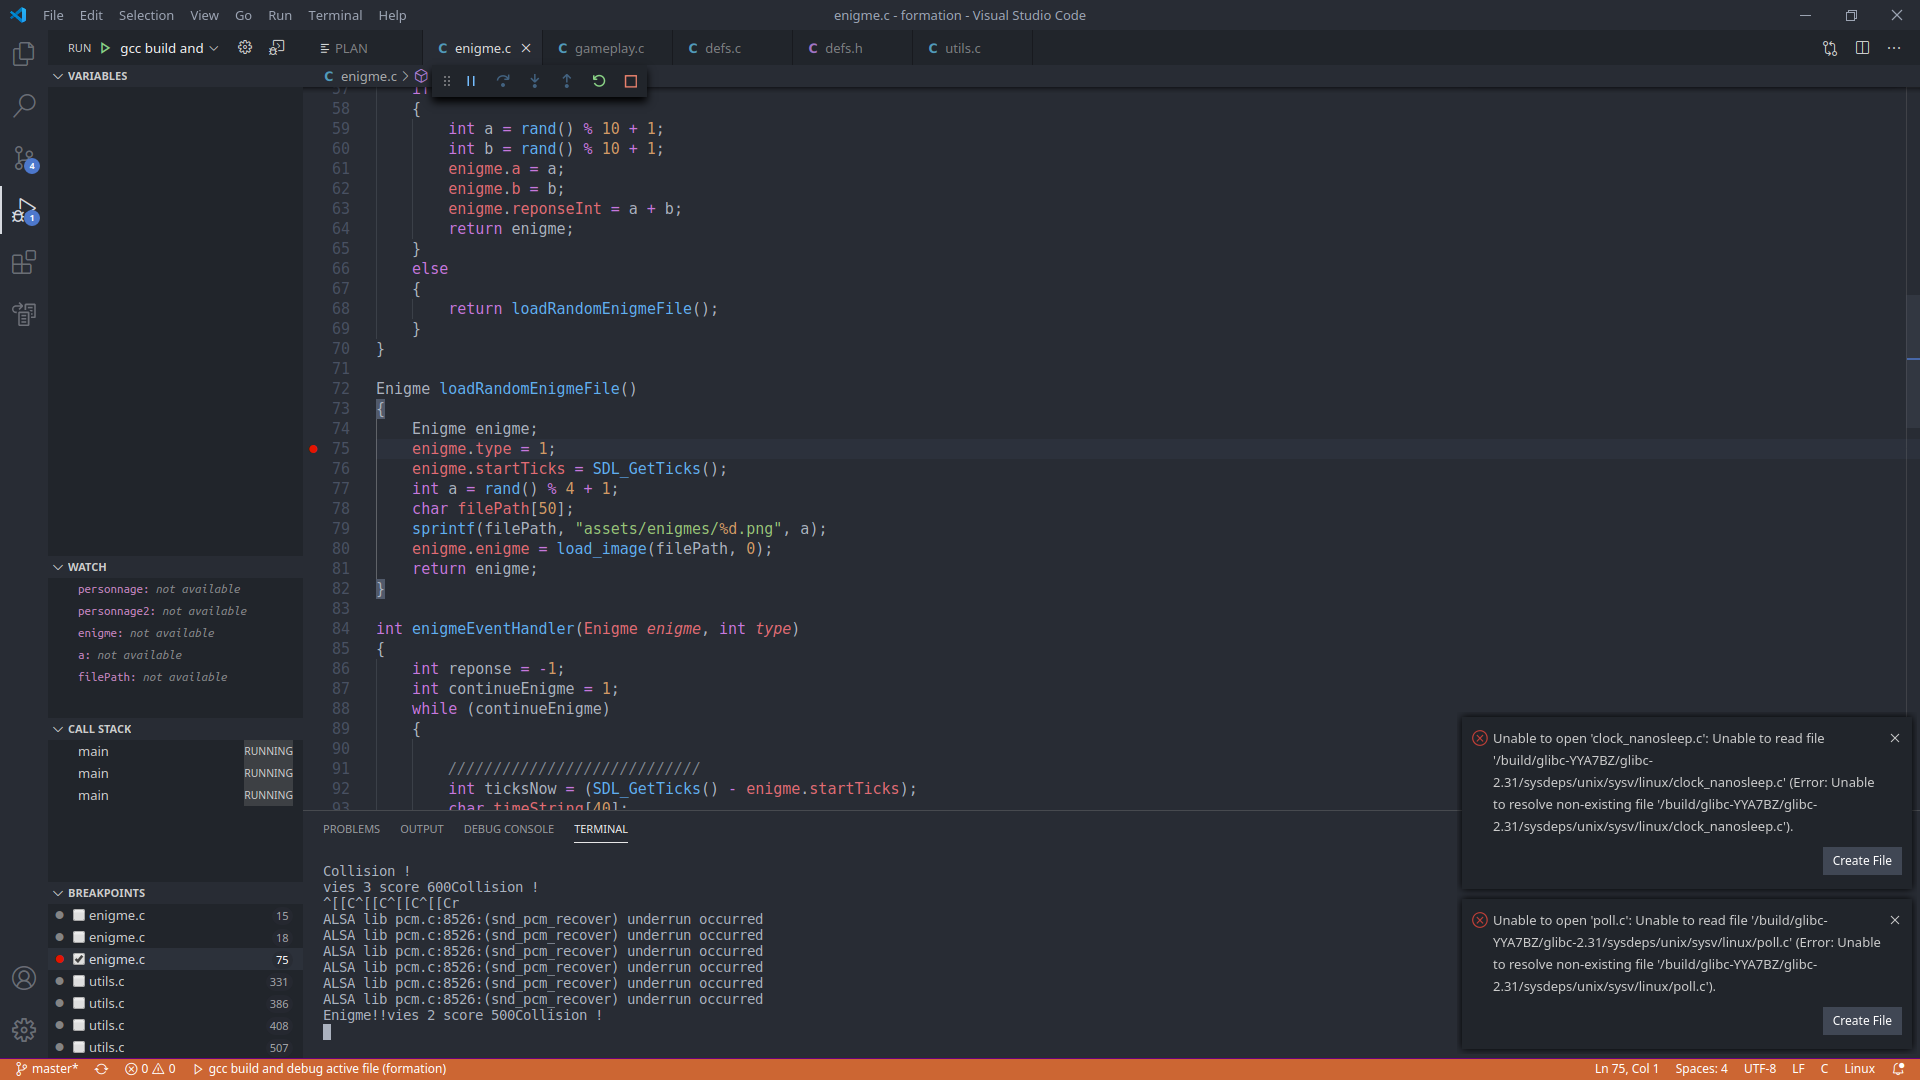 File Edit Selection View Go Run Terminal Help
enigme.c - formation - Visual Studio Code
RUN gcc build and
PLAN
enigme.c
gameplay.c
defs.c
defs.h
utils.c
VARIABLES
C enigme.c >
57 if
58 {
59 int a = rand() % 10 + 1;
60 int b = rand() % 10 + 1;
61 enigme.a = a;
62 enigme.b = b;
63 enigme.reponseInt = a + b;
64 return enigme;
65 }
66 else
67 {
68 return loadRandomEnigmeFile();
69 }
70 }
71
72 Enigme loadRandomEnigmeFile()
73 {
74 Enigme enigme;
75 enigme.type = 1;
76 enigme.startTicks = SDL_GetTicks();
77 int a = rand() % 4 + 1;
78 char filePath[50];
79 sprintf(filePath, "assets/enigmes/%d.png", a);
80 enigme.enigme = load_image(filePath, 0);
81 return enigme;
82 }
83
84 int enigmeEventHandler(Enigme enigme, int type)
85 {
86 int reponse = -1;
87 int continueEnigme = 1;
88 while (continueEnigme)
89 {
90
91 ////////////////////////////
92 int ticksNow = (SDL_GetTicks() - enigme.startTicks);
93 char timeString[40];
WATCH
personnage: not available
personnage2: not available
enigme: not available
a: not available
filePath: not available
CALL STACK
main RUNNING
main RUNNING
main RUNNING
BREAKPOINTS
enigme.c 15
enigme.c 18
enigme.c 75
utils.c 331
utils.c 386
utils.c 408
utils.c 507
4
1
PROBLEMS OUTPUT DEBUG CONSOLE TERMINAL
Collision !
vies 3 score 600Collision !
^[[C^[[C^[[C^[[Cr
ALSA lib pcm.c:8526:(snd_pcm_recover) underrun occurred
ALSA lib pcm.c:8526:(snd_pcm_recover) underrun occurred
ALSA lib pcm.c:8526:(snd_pcm_recover) underrun occurred
ALSA lib pcm.c:8526:(snd_pcm_recover) underrun occurred
ALSA lib pcm.c:8526:(snd_pcm_recover) underrun occurred
ALSA lib pcm.c:8526:(snd_pcm_recover) underrun occurred
Enigme!!vies 2 score 500Collision !
Unable to open 'clock_nanosleep.c': Unable to read file
'/build/glibc-YYA7BZ/glibc-
2.31/sysdeps/unix/sysv/linux/clock_nanosleep.c' (Error: Unable
to resolve non-existing file '/build/glibc-YYA7BZ/glibc-
2.31/sysdeps/unix/sysv/linux/clock_nanosleep.c').
Create File
Unable to open 'poll.c': Unable to read file '/build/glibc-
YYA7BZ/glibc-2.31/sysdeps/unix/sysv/linux/poll.c' (Error: Unable
to resolve non-existing file '/build/glibc-YYA7BZ/glibc-
2.31/sysdeps/unix/sysv/linux/poll.c').
Create File
master* 0 0 gcc build and debug active file (formation)
Ln 75, Col 1 Spaces: 4 UTF-8 LF C Linux